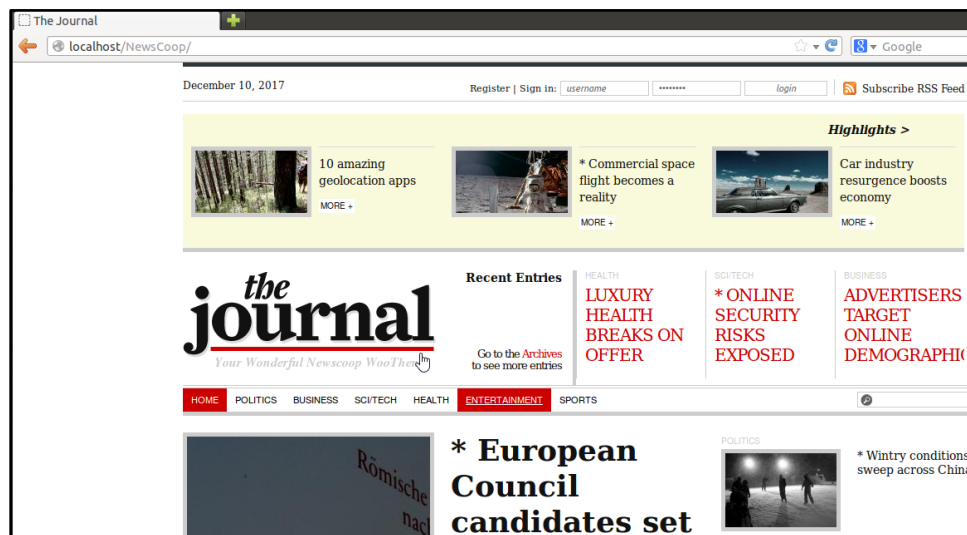 The Journal
localhost/NewsCoop/
Google
December 10, 2017
Register | Sign in:
username
••••••••
login
Subscribe RSS Feed
Highlights >
10 amazing
geolocation apps
MORE +
* Commercial space
flight becomes a
reality
MORE +
Car industry
resurgence boosts
economy
MORE +
the
journal
Your Wonderful Newscoop
Recent Entries
Go to the Archives
to see more entries
HEALTH
LUXURY
HEALTH
BREAKS ON
OFFER
SCI/TECH
* ONLINE
SECURITY
RISKS
EXPOSED
BUSINESS
ADVERTISERS
TARGET
ONLINE
DEMOGRAPHI
HOME POLITICS BUSINESS SCI/TECH HEALTH ENTERTAINMENT SPORTS
Römische
nac
* European
Council
candidates set
POLITICS
* Wintry conditions
sweep across China